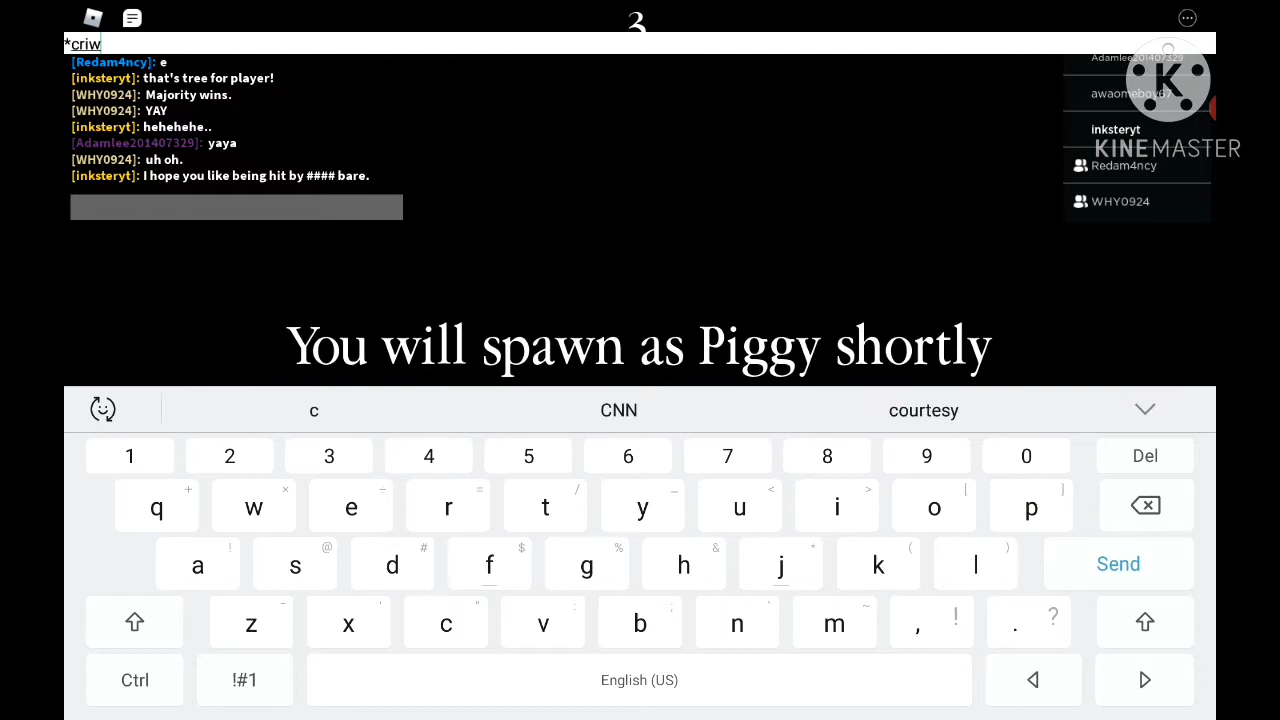 3
*criw
[Redam4ncy]: e
[inksteryt]: that's tree for player!
[WHY0924]: Majority wins.
[WHY0924]: YAY
[inksteryt]: hehehehe..
[Adamlee201407329]: yaya
[WHY0924]: uh oh.
[inksteryt]: I hope you like being hit by #### bare.
Adamlee201407329
awaomeboy67
inksteryt
Redam4ncy
WHY0924
K
KINEMASTER
You will spawn as Piggy shortly
c CNN courtesy
1 2 3 4 5 6 7 8 9 0 Del
+ × ÷ = / _ < > [ ]
q w e r t y u i o p
! @ # $ % & * ( )
a s d f g h j k l Send
- ' " : ; ` ~ ! ?
z x c v b n m , .
Ctrl !#1 English (US)